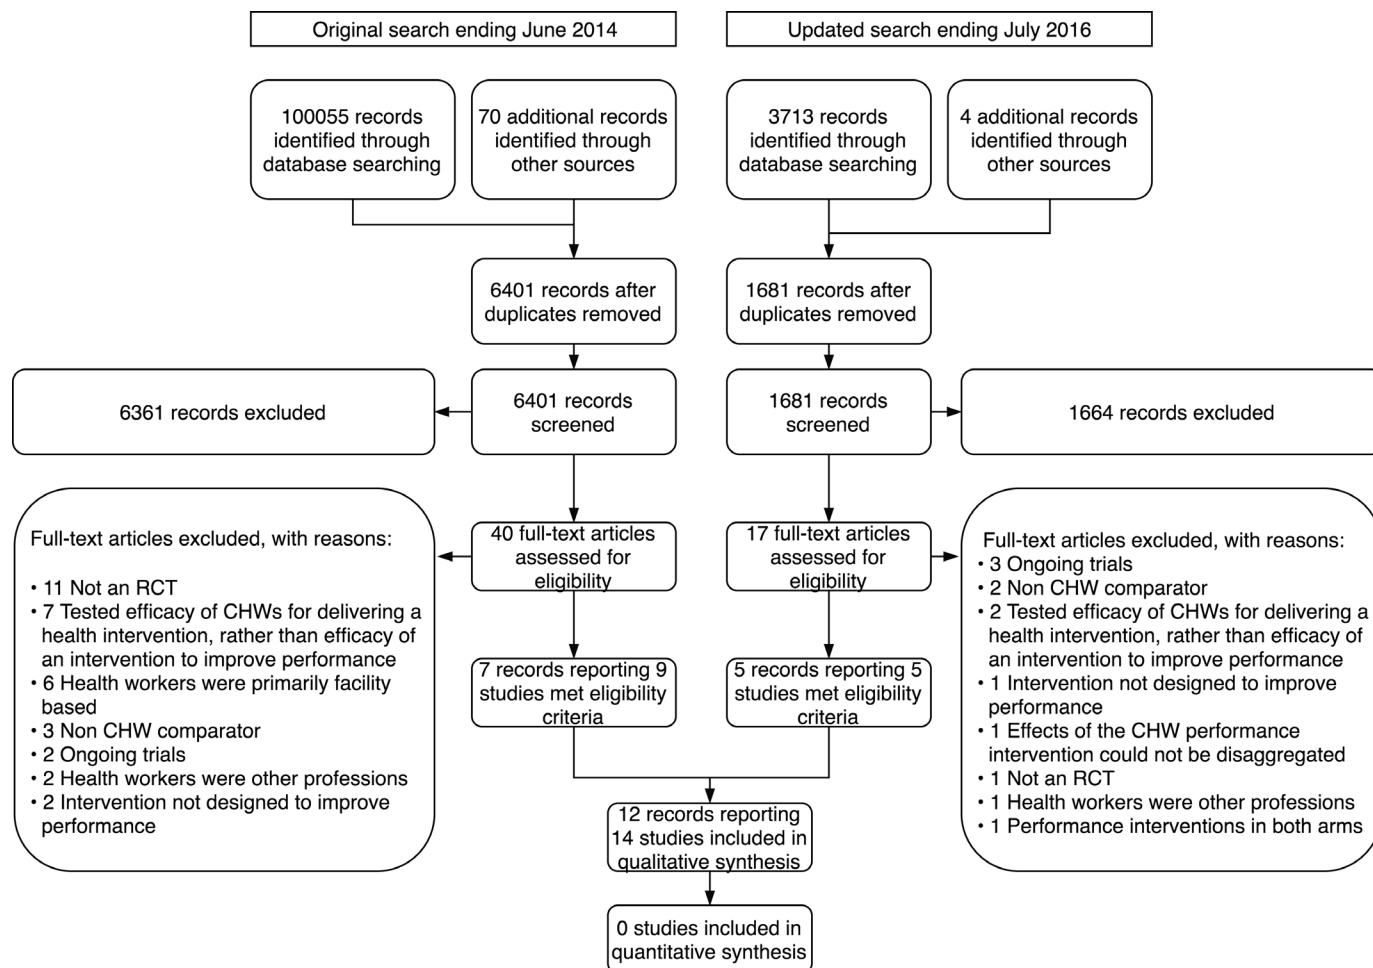 Original search ending June 2014
Updated search ending July 2016
100055 records
identified through
database searching
70 additional records
identified through
other sources
3713 records
identified through
database searching
4 additional records
identified through
other sources
6401 records after
duplicates removed
1681 records after
duplicates removed
6361 records excluded
6401 records
screened
1681 records
screened
1664 records excluded
Full-text articles excluded, with reasons:
• 11 Not an RCT
• 7 Tested efficacy of CHWs for delivering a
health intervention, rather than efficacy of
an intervention to improve performance
• 6 Health workers were primarily facility
based
• 3 Non CHW comparator
• 2 Ongoing trials
• 2 Health workers were other professions
• 2 Intervention not designed to improve
performance
40 full-text articles
assessed for
eligibility
17 full-text articles
assessed for
eligibility
Full-text articles excluded, with reasons:
• 3 Ongoing trials
• 2 Non CHW comparator
• 2 Tested efficacy of CHWs for delivering a
health intervention, rather than efficacy of
an intervention to improve performance
• 1 Intervention not designed to improve
performance
• 1 Effects of the CHW performance
intervention could not be disaggregated
• 1 Not an RCT
• 1 Health workers were other professions
• 1 Performance interventions in both arms
7 records reporting 9
studies met eligibility
criteria
5 records reporting 5
studies met eligibility
criteria
12 records reporting
14 studies included in
qualitative synthesis
0 studies included in
quantitative synthesis